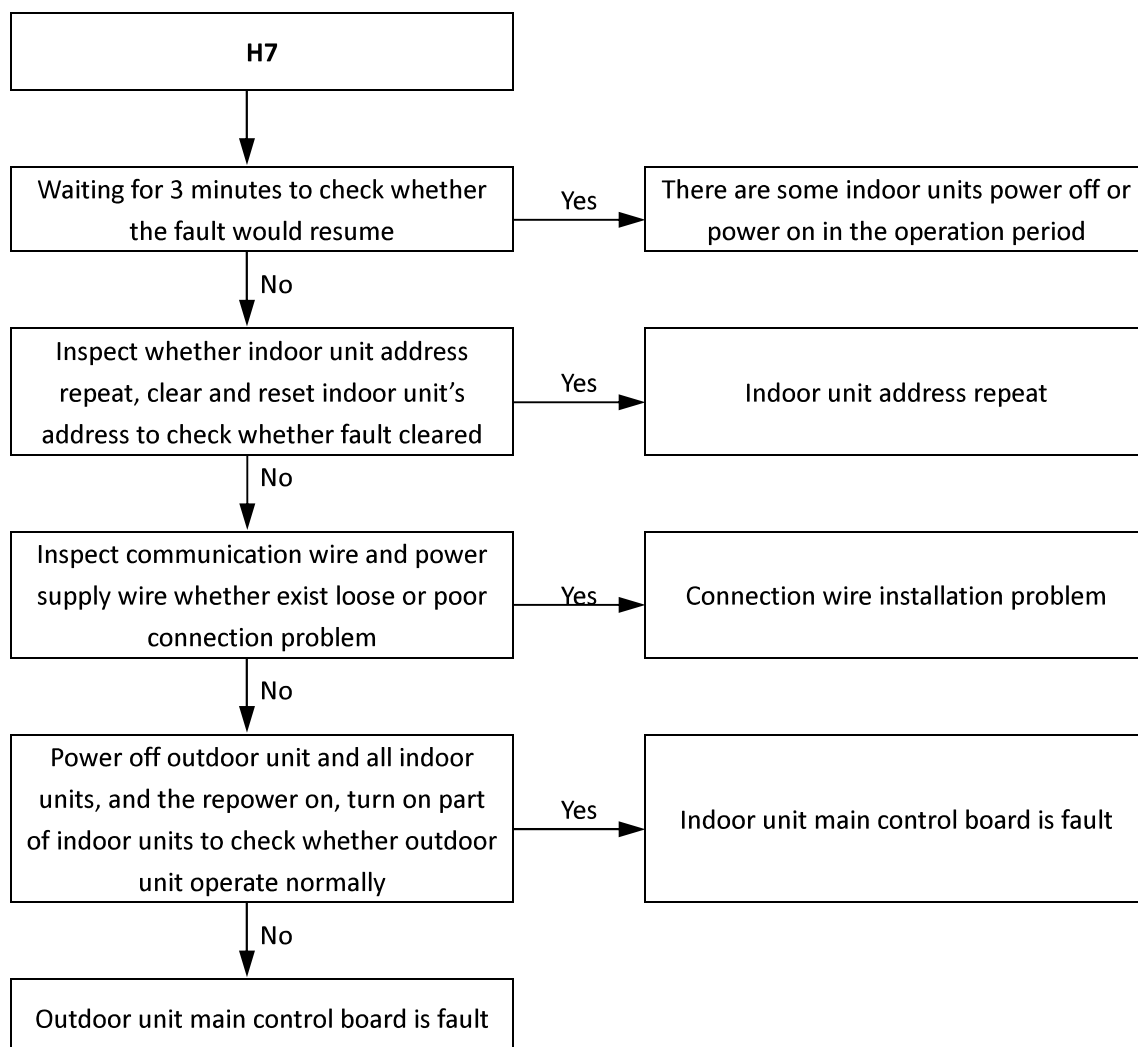 H7
Waiting for 3 minutes to check whether
the fault would resume
Yes
There are some indoor units power off or
power on in the operation period
No
Inspect whether indoor unit address
repeat, clear and reset indoor unit’s
address to check whether fault cleared
Yes
Indoor unit address repeat
No
Inspect communication wire and power
supply wire whether exist loose or poor
connection problem
Yes
Connection wire installation problem
No
Power off outdoor unit and all indoor
units, and the repower on, turn on part
of indoor units to check whether outdoor
unit operate normally
Yes
Indoor unit main control board is fault
No
Outdoor unit main control board is fault